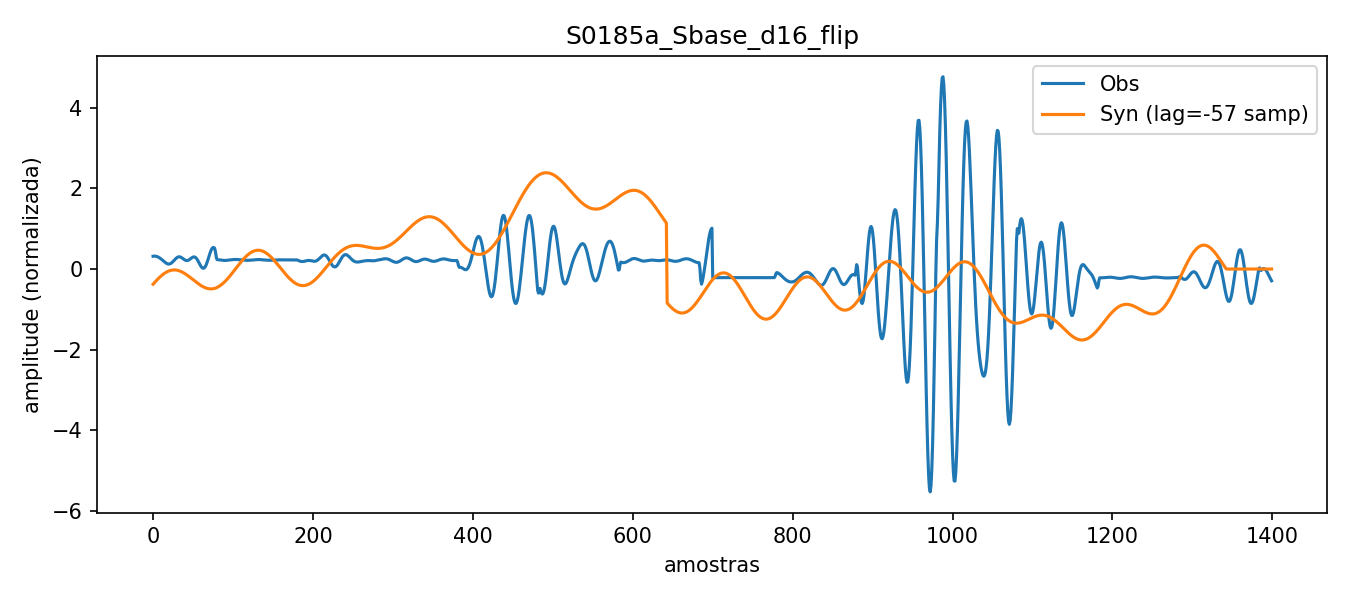 S0185a_Sbase_d16_flip
Obs
Syn (lag=-57 samp)
amplitude (normalizada)
4
2
0
−2
−4
−6
0 200 400 600 800 1000 1200 1400
amostras